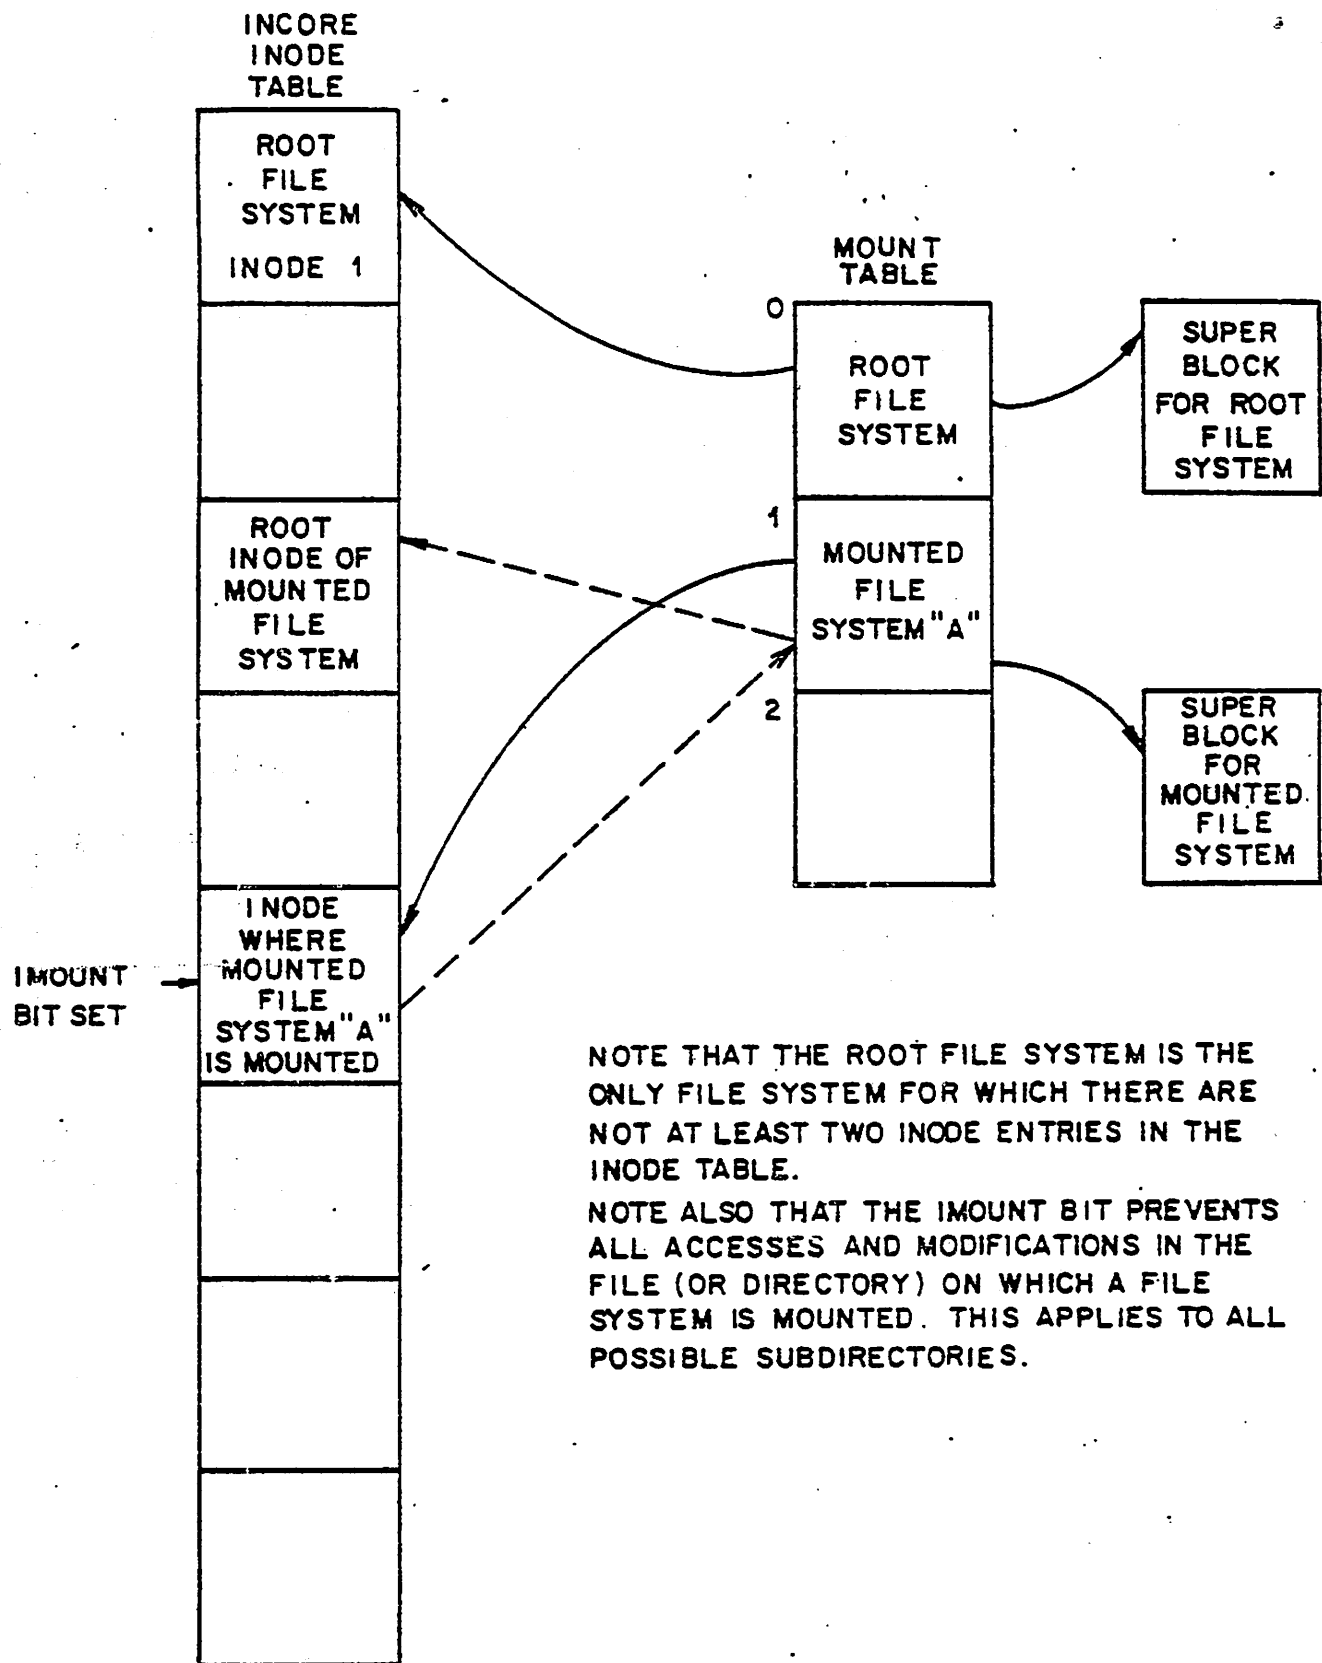 INCORE
INODE
TABLE
ROOT
FILE
SYSTEM
INODE 1
ROOT
INODE OF
MOUNTED
FILE
SYSTEM
INODE
WHERE
MOUNTED
FILE
SYSTEM "A"
IS MOUNTED
IMOUNT
BIT SET
MOUNT
TABLE
0
ROOT
FILE
SYSTEM
1
MOUNTED
FILE
SYSTEM "A"
2
SUPER
BLOCK
FOR ROOT
FILE
SYSTEM
SUPER
BLOCK
FOR
MOUNTED
FILE
SYSTEM
NOTE THAT THE ROOT FILE SYSTEM IS THE
ONLY FILE SYSTEM FOR WHICH THERE ARE
NOT AT LEAST TWO INODE ENTRIES IN THE
INODE TABLE.
NOTE ALSO THAT THE IMOUNT BIT PREVENTS
ALL ACCESSES AND MODIFICATIONS IN THE
FILE (OR DIRECTORY) ON WHICH A FILE
SYSTEM IS MOUNTED. THIS APPLIES TO ALL
POSSIBLE SUBDIRECTORIES.